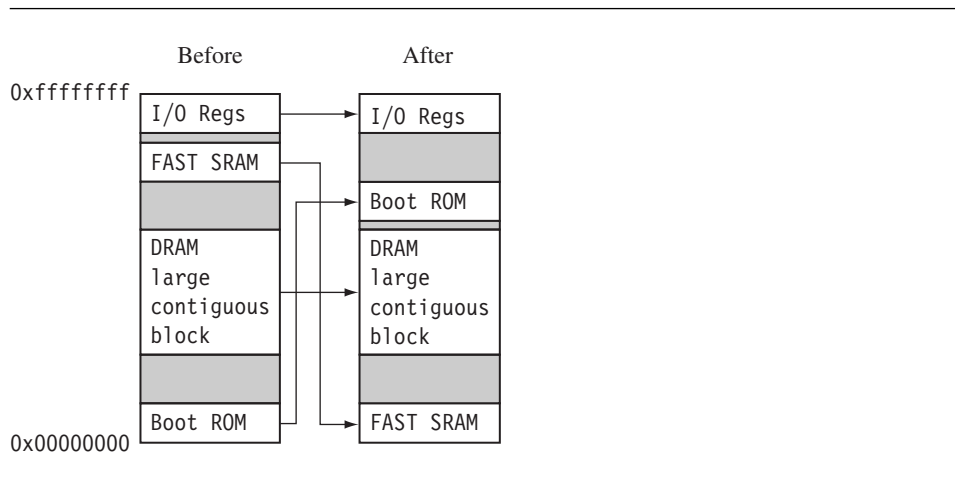 Before
After
0xffffffff
I/O Regs
FAST SRAM
DRAM
large
contiguous
block
Boot ROM
0x00000000
I/O Regs
Boot ROM
DRAM
large
contiguous
block
FAST SRAM